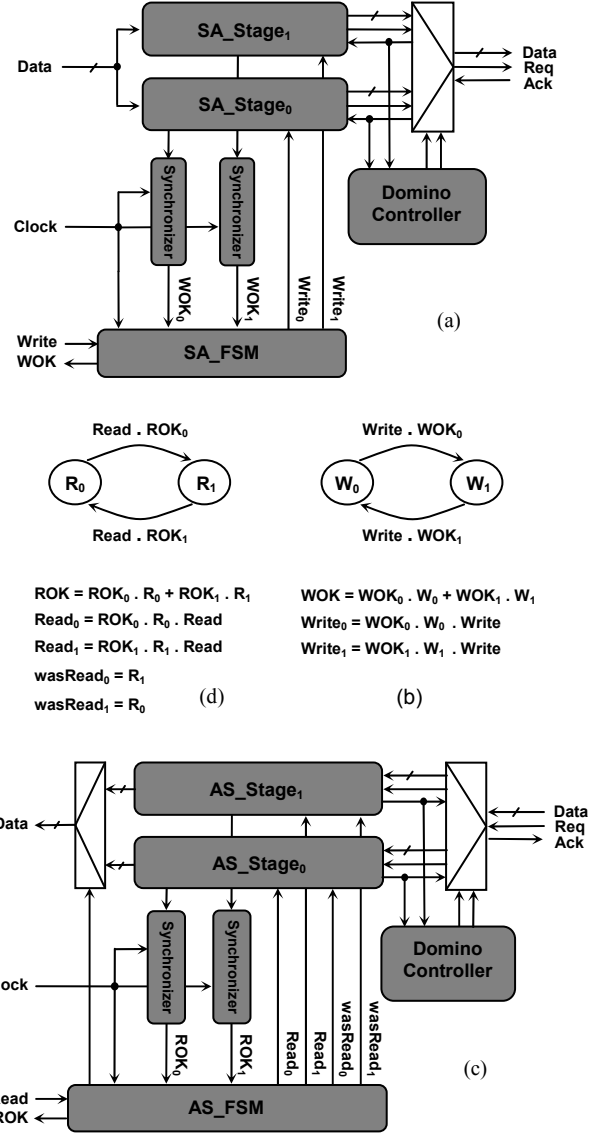 SA_Stage₁
Data
Data
Req
Ack
SA_Stage₀
Synchronizer
Synchronizer
Domino
Controller
Clock
WOK₀
WOK₁
Write₀
Write₁
(a)
Write
WOK
SA_FSM
Read . ROK₀
R₀
R₁
Read . ROK₁
Write . WOK₀
W₀
W₁
Write . WOK₁
ROK = ROK₀ . R₀ + ROK₁ . R₁
Read₀ = ROK₀ . R₀ . Read
Read₁ = ROK₁ . R₁ . Read
wasRead₀ = R₁
wasRead₁ = R₀
(d)
WOK = WOK₀ . W₀ + WOK₁ . W₁
Write₀ = WOK₀ . W₀ . Write
Write₁ = WOK₁ . W₁ . Write
(b)
AS_Stage₁
Data
Data
Req
Ack
AS_Stage₀
Synchronizer
Synchronizer
Domino
Controller
ock
ROK₀
ROK₁
Read₀
Read₁
wasRead₀
wasRead₁
(c)
ead
ROK
AS_FSM